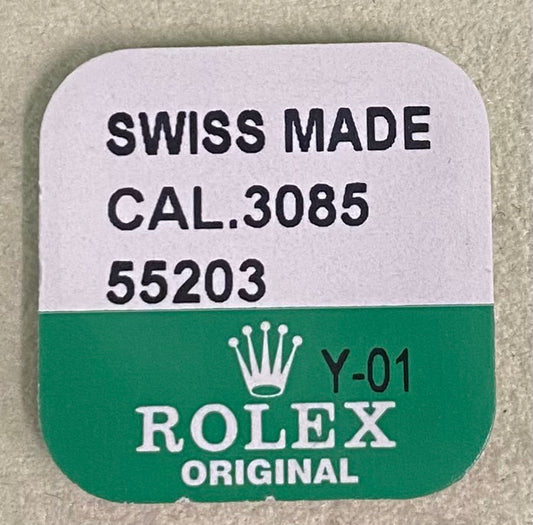 SWISS MADE
CAL.3085
55203
Y-01
ROLEX
ORIGINAL